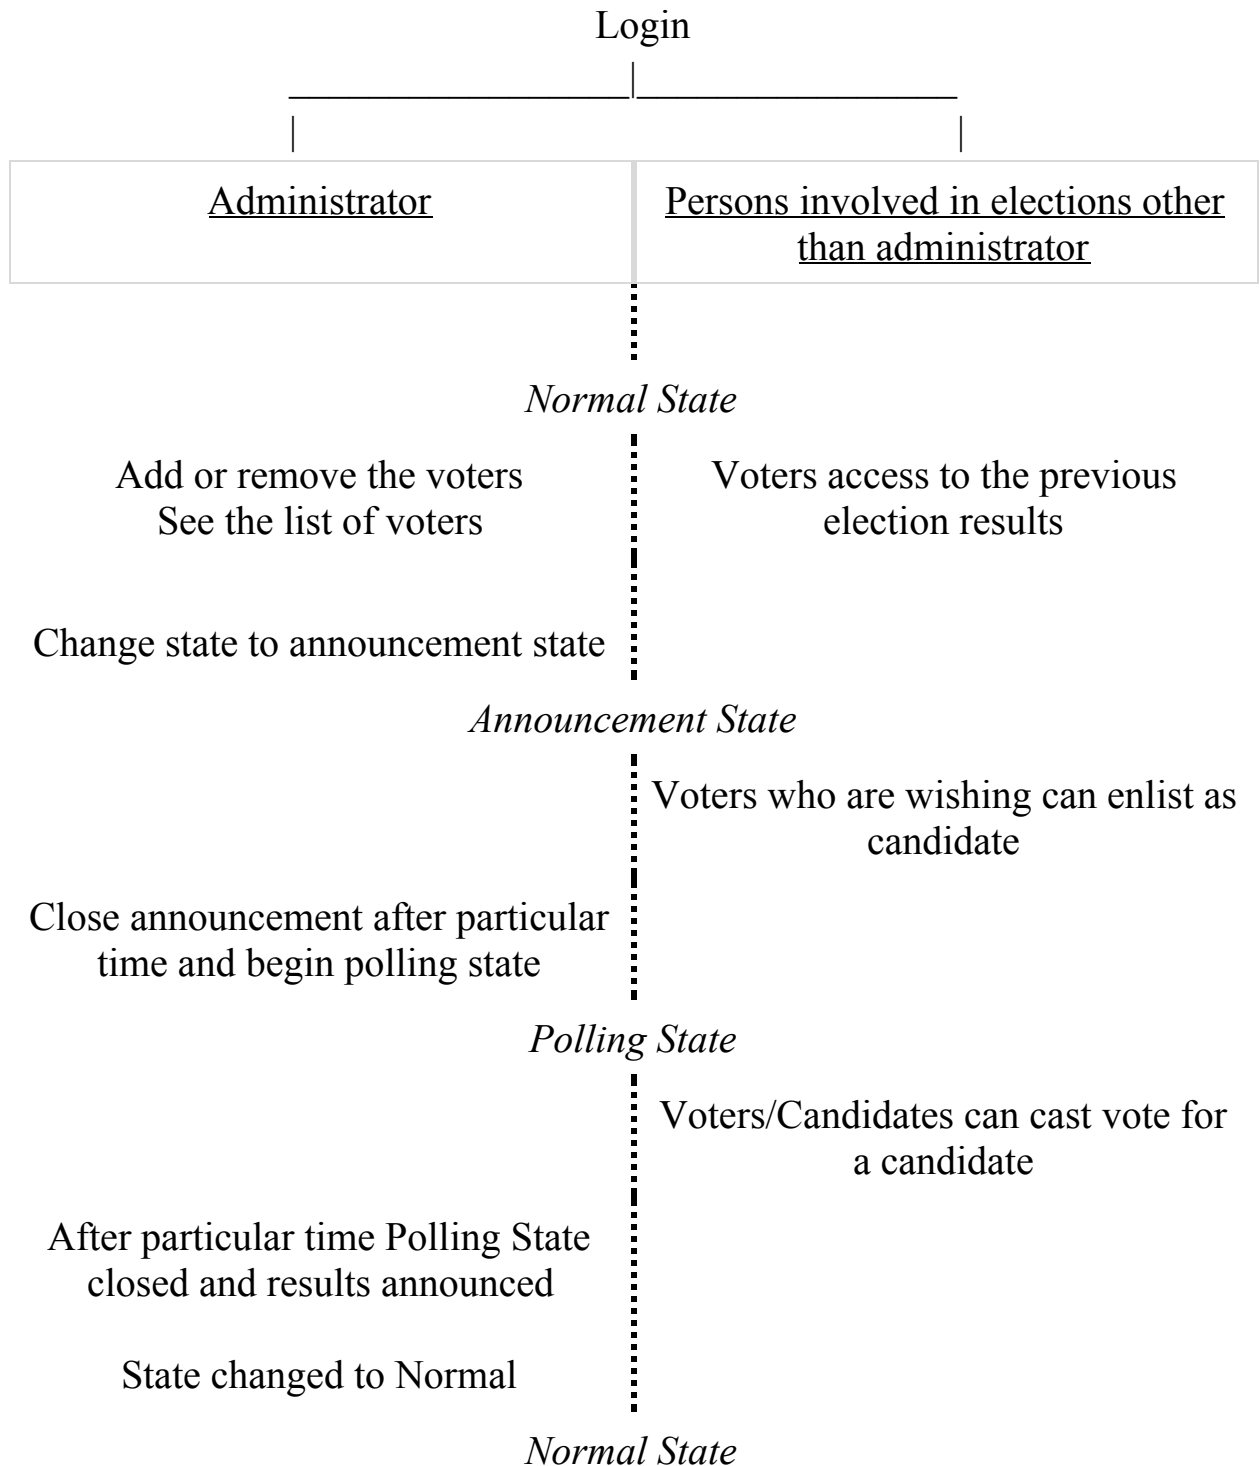 Login
Administrator
Persons involved in elections other
than administrator
Normal State
Add or remove the voters
See the list of voters
Voters access to the previous
election results
Change state to announcement state
Announcement State
Voters who are wishing can enlist as
candidate
Close announcement after particular
time and begin polling state
Polling State
Voters/Candidates can cast vote for
a candidate
After particular time Polling State
closed and results announced
State changed to Normal
Normal State